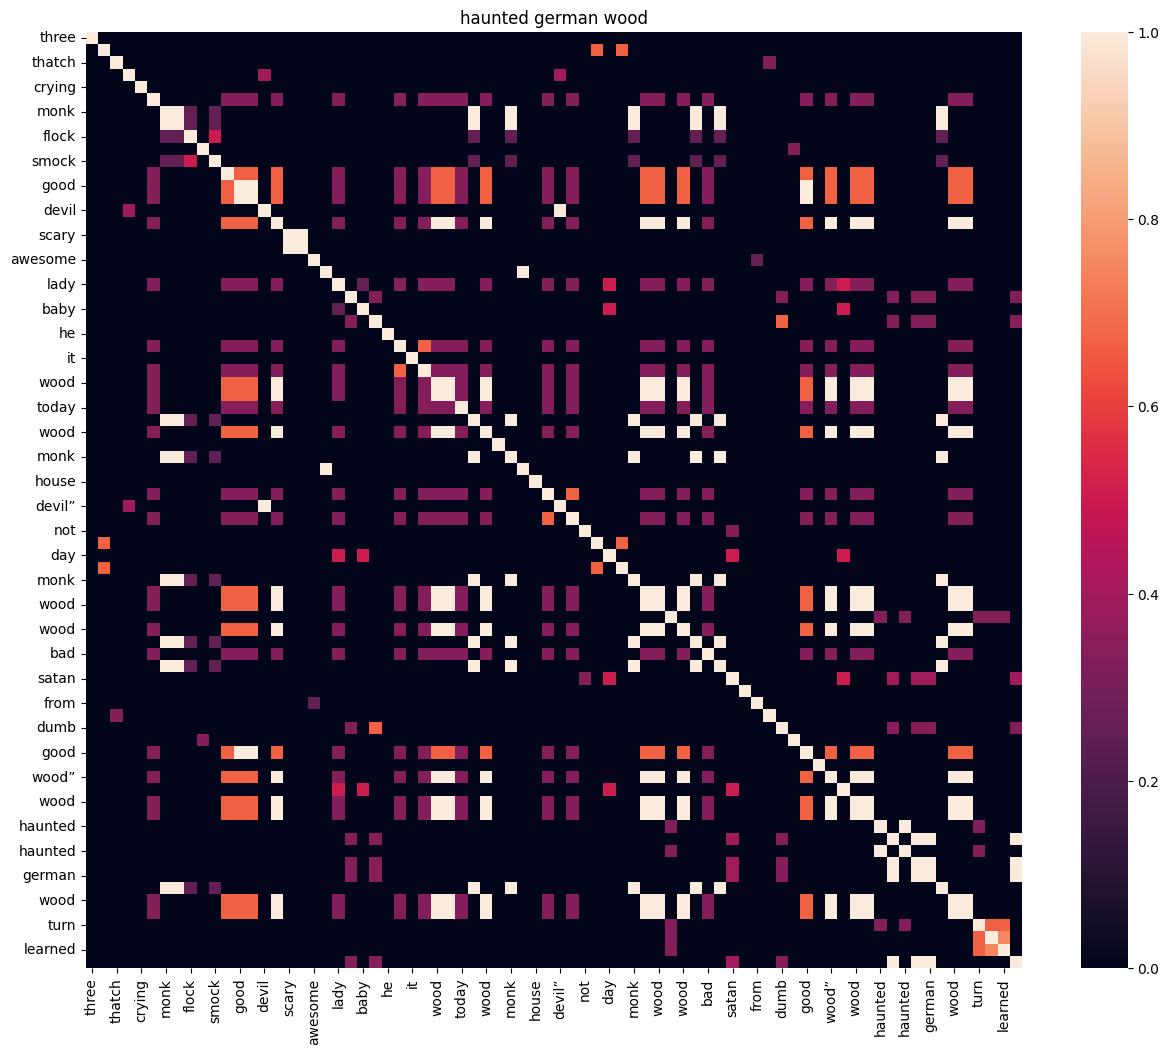 haunted german wood
three
thatch
crying
monk
flock
smock
good
devil
scary
awesome
lady
baby
he
it
wood
today
wood
monk
house
devil”
not
day
monk
wood
wood
bad
satan
from
dumb
good
wood”
wood
haunted
haunted
german
wood
turn
learned
1.0
0.8
0.6
0.4
0.2
0.0
three
thatch
crying
monk
flock
smock
good
devil
scary
awesome
lady
baby
he
it
wood
today
wood
monk
house
devil”
not
day
monk
wood
wood
bad
satan
from
dumb
good
wood”
wood
haunted
haunted
german
wood
turn
learned